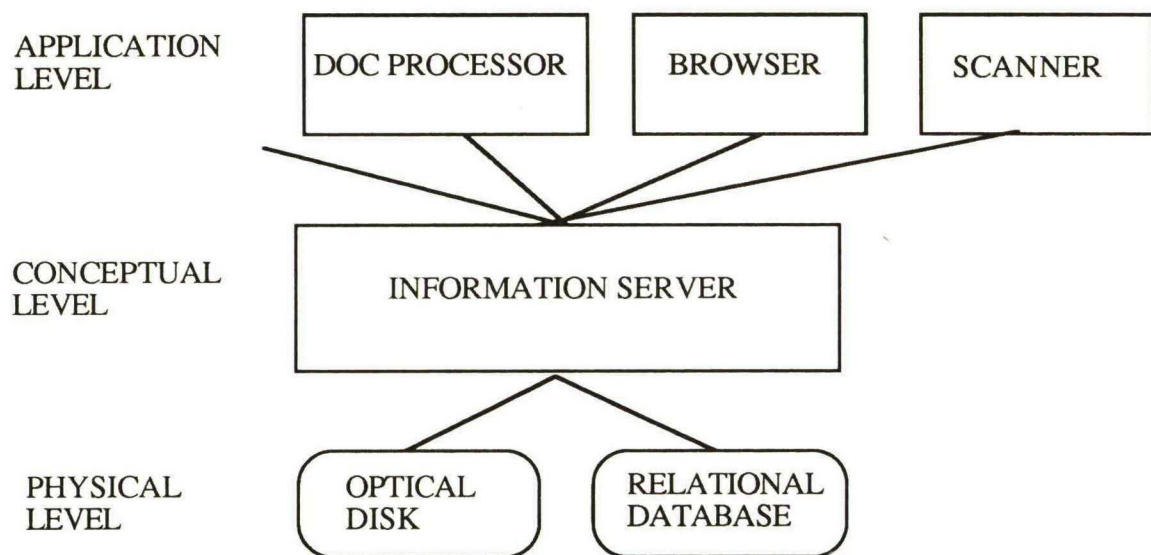 APPLICATION
LEVEL
DOC PROCESSOR
BROWSER
SCANNER
CONCEPTUAL
LEVEL
INFORMATION SERVER
PHYSICAL
LEVEL
OPTICAL
DISK
RELATIONAL
DATABASE